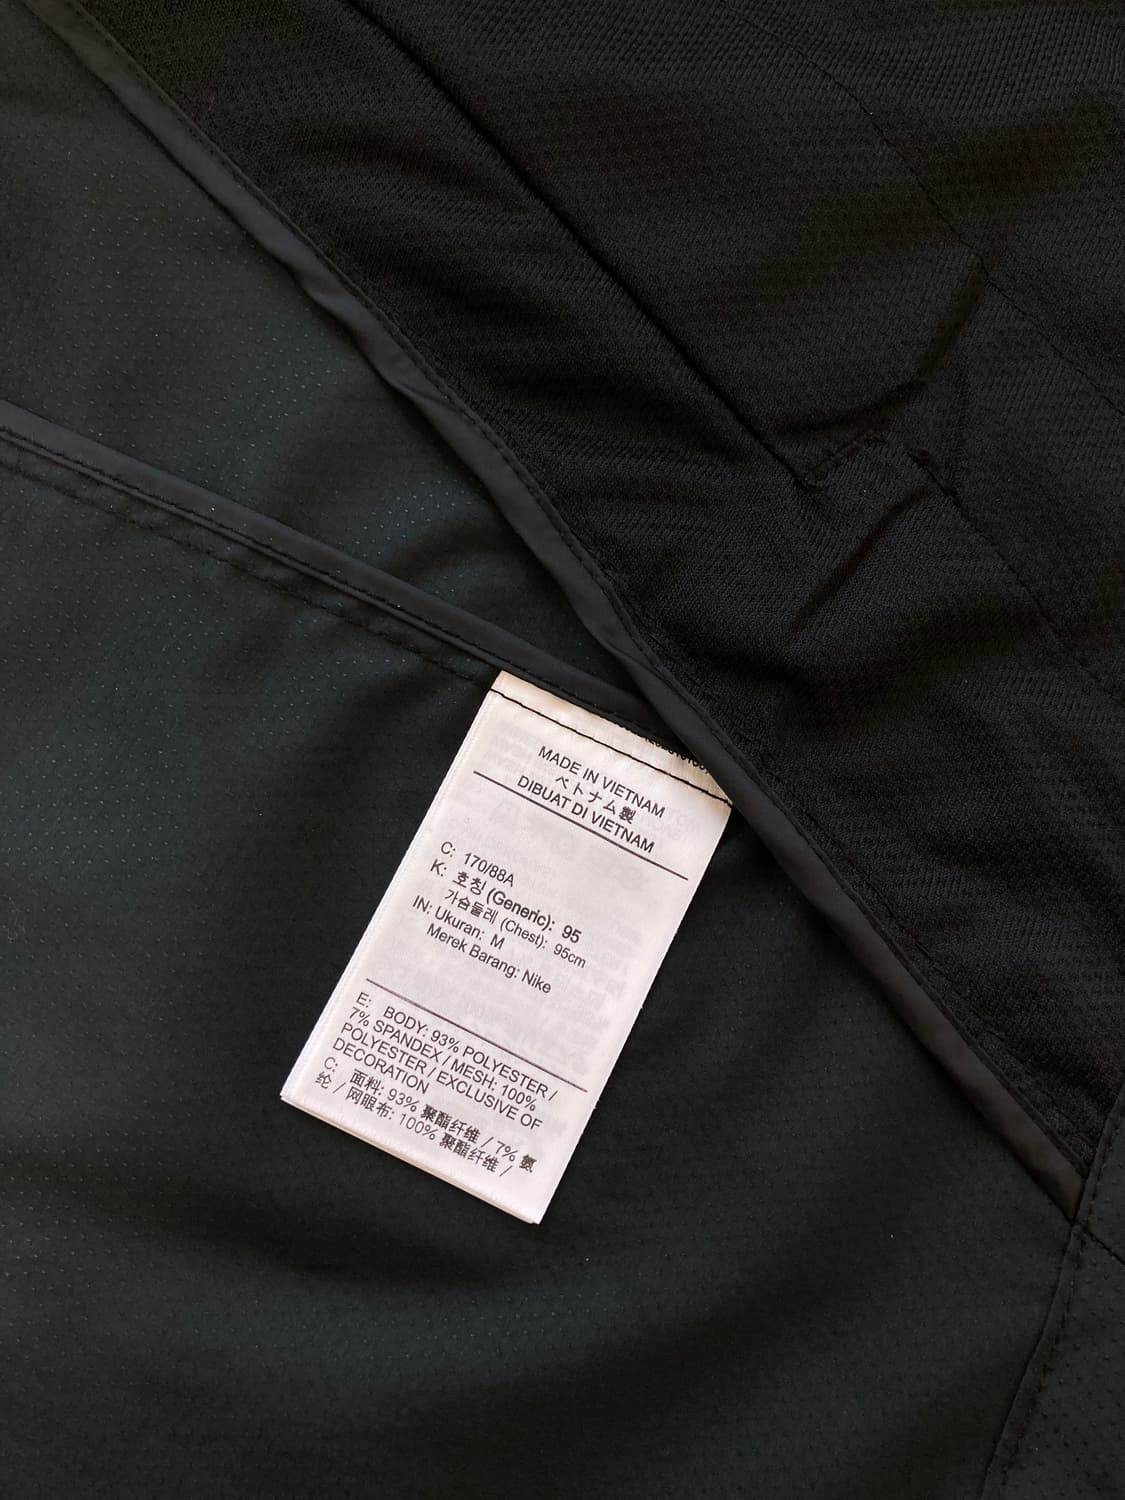 MADE IN VIETNAM
ベトナム製
DIBUAT DI VIETNAM
C: 170/88A
K: 호칭 (Generic): 95
가슴둘레 (Chest): 95cm
IN: Ukuran: M
Merek Barang: Nike
E: BODY: 93% POLYESTER /
7% SPANDEX / MESH: 100%
POLYESTER / EXCLUSIVE OF
DECORATION
C: 面料: 93% 聚酯纤维 / 7% 氨
纶 / 网眼布: 100% 聚酯纤维 /